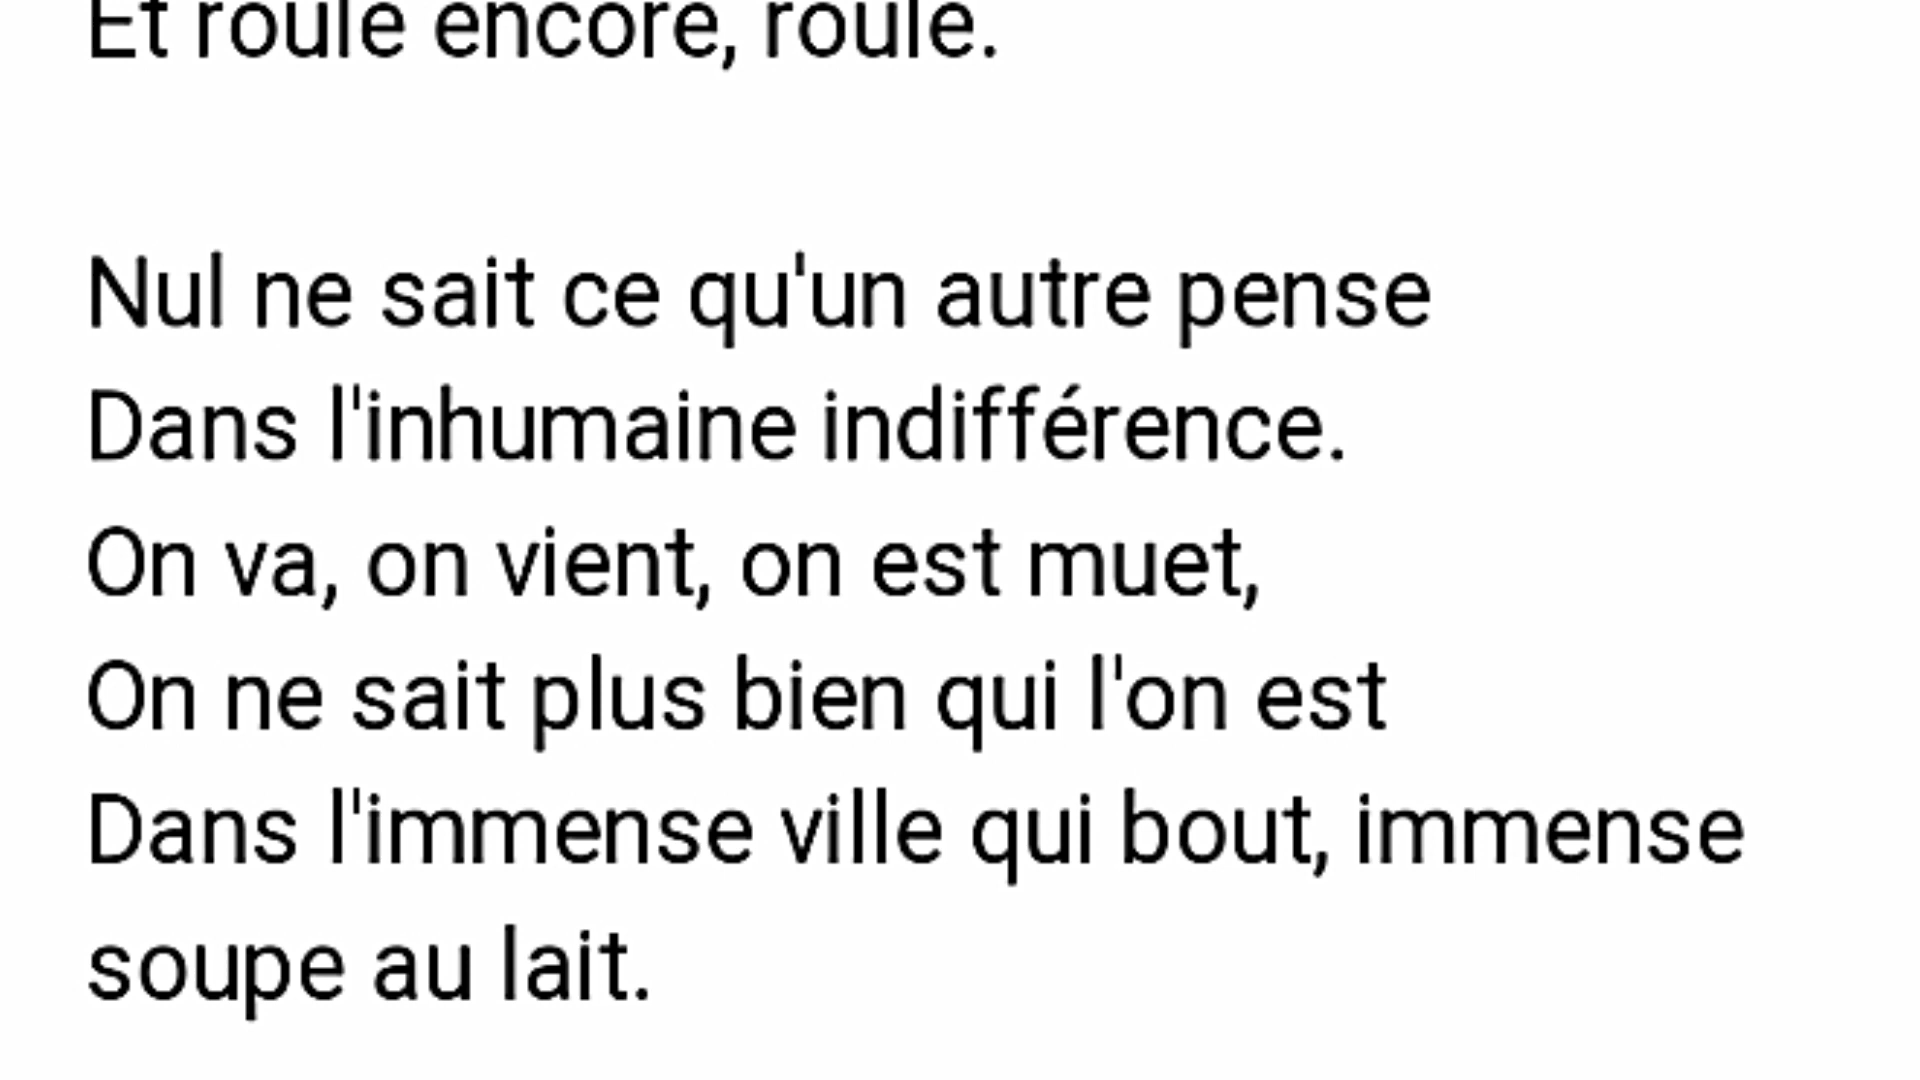 Et roule encore, roule.
Nul ne sait ce qu'un autre pense
Dans l'inhumaine indifférence.
On va, on vient, on est muet,
On ne sait plus bien qui l'on est
Dans l'immense ville qui bout, immense
soupe au lait.